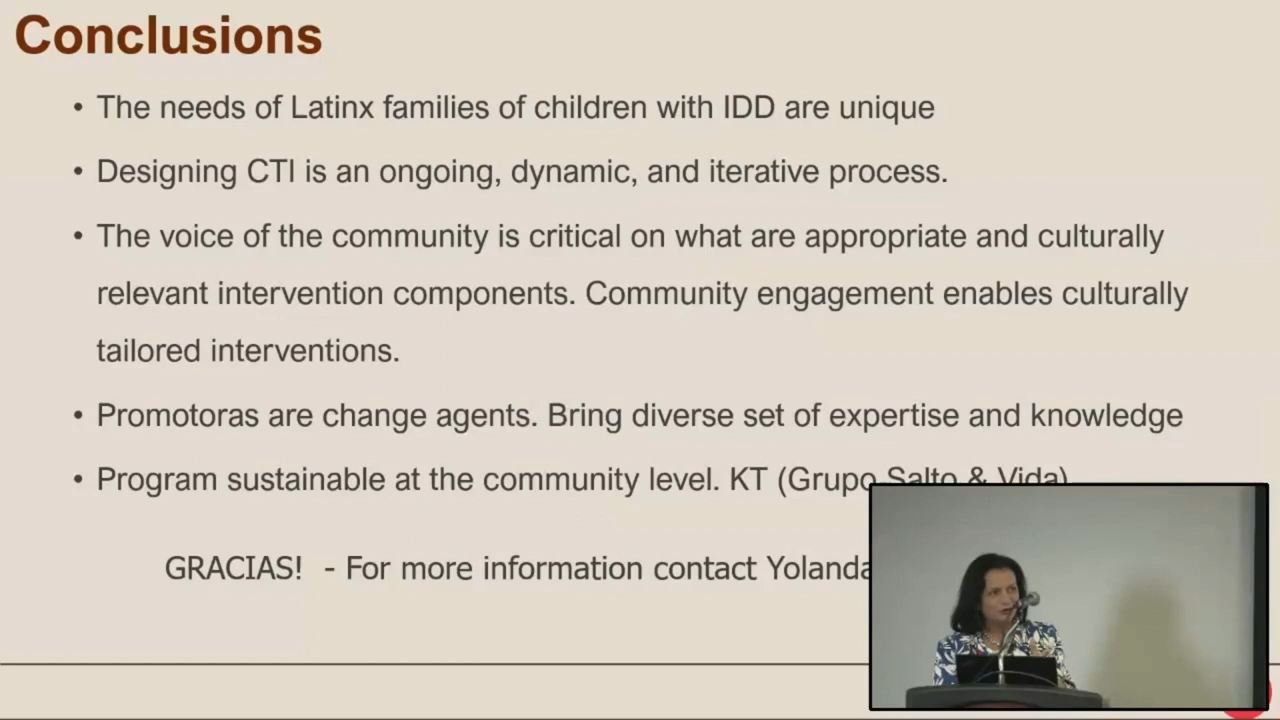 Conclusions
• The needs of Latinx families of children with IDD are unique
• Designing CTI is an ongoing, dynamic, and iterative process.
• The voice of the community is critical on what are appropriate and culturally
relevant intervention components. Community engagement enables culturally
tailored interventions.
• Promotoras are change agents. Bring diverse set of expertise and knowledge
• Program sustainable at the community level. KT (Grupo Salto & Vida)
GRACIAS! - For more information contact Yolanda